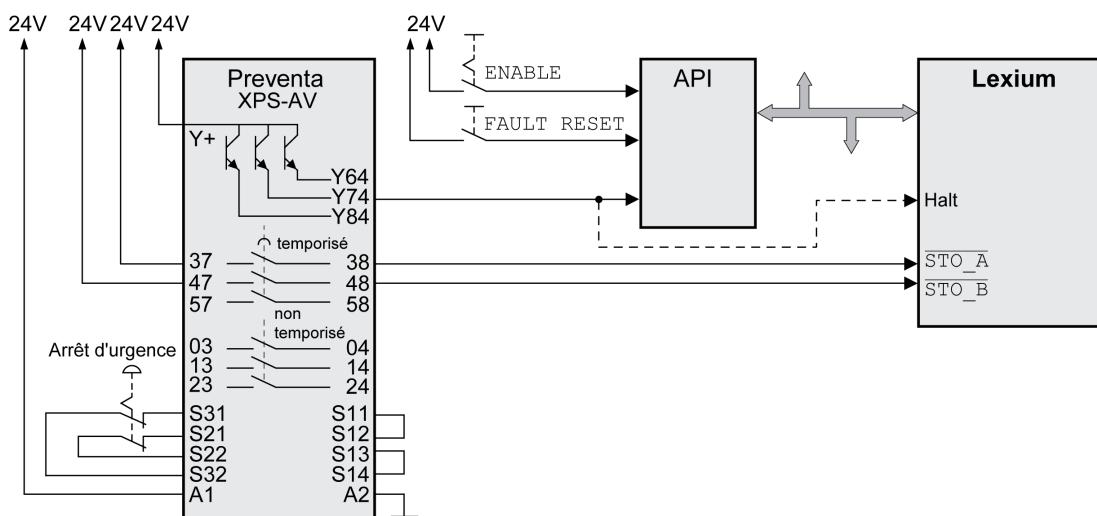 24V 24V 24V 24V 24V
Preventa
XPS-AV
Y+
Y64
Y74
Y84
temporisé
37 38
47 48
57 58
non
temporisé
03 04
13 14
23 24
Arrêt d'urgence
S31 S11
S21 S12
S22 S13
S32 S14
A1 A2
ENABLE
FAULT RESET
API
Lexium
Halt
STO_A
STO_B